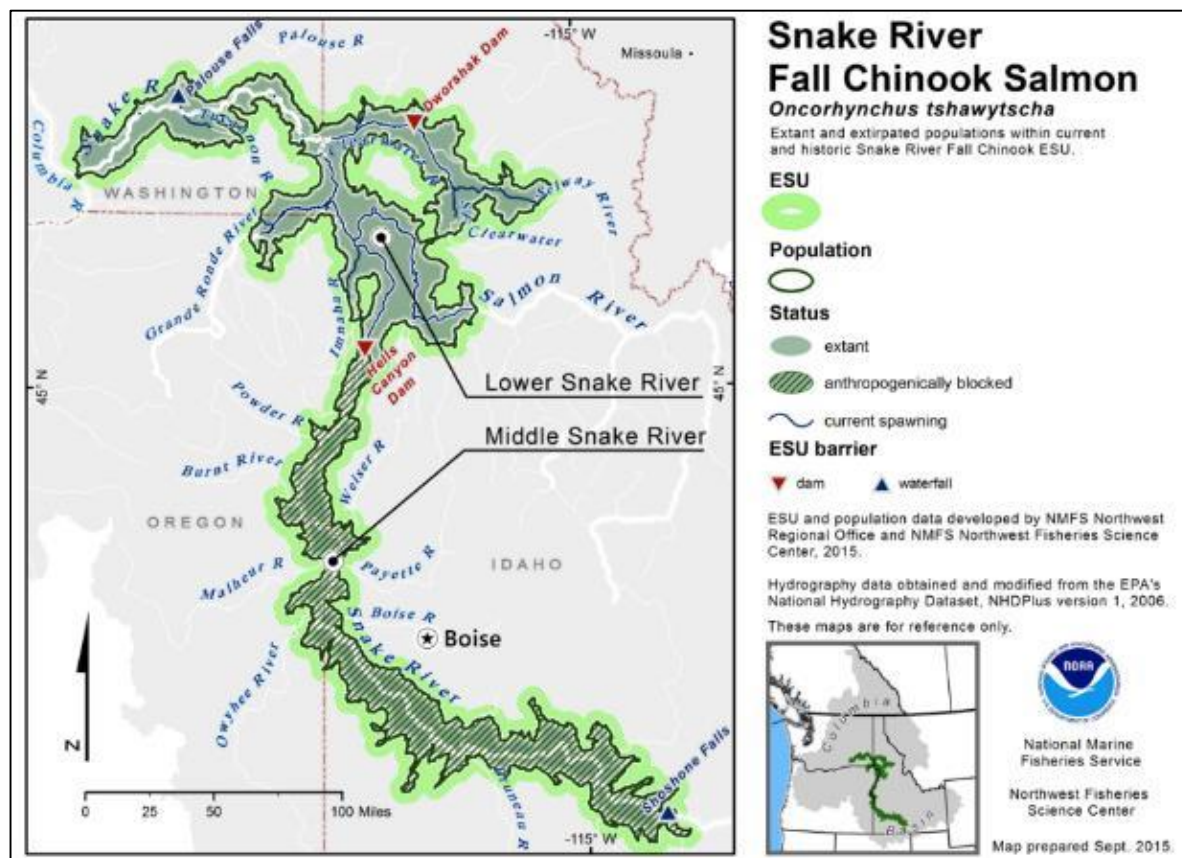 Snake River
Fall Chinook Salmon
Oncorhynchus tshawytscha
Extant and extirpated populations within current
and historic Snake River Fall Chinook ESU.
ESU
Population
Status
extant
anthropogenically blocked
current spawning
ESU barrier
dam
waterfall
ESU and population data developed by NMFS Northwest
Regional Office and NMFS Northwest Fisheries Science
Center, 2015.
Hydrography data obtained and modified from the EPA's
National Hydrography Dataset, NHDPlus version 1, 2006.
These maps are for reference only.
Columbia
Basin
NOAA
National Marine
Fisheries Service
Northwest Fisheries
Science Center
Map prepared Sept. 2015.
-115° W
Missoula
Palouse R
Palouse Falls
Dworshak Dam
Snake R
Tucannon R
Clearwater R
Columbia R
WASHINGTON
Selway River
Clearwater
Grande Ronde River
Salmon River
Imnaha R
45° N
45° N
Hells
Canyon
Dam
Lower Snake River
Powder R
Middle Snake River
Burnt River
Weiser R
OREGON
IDAHO
Malheur R
Payette R
Boise R
Boise
Snake River
Owyhee River
Shoshone Falls
Bruneau R
N
0 25 50 100 Miles
-115° W